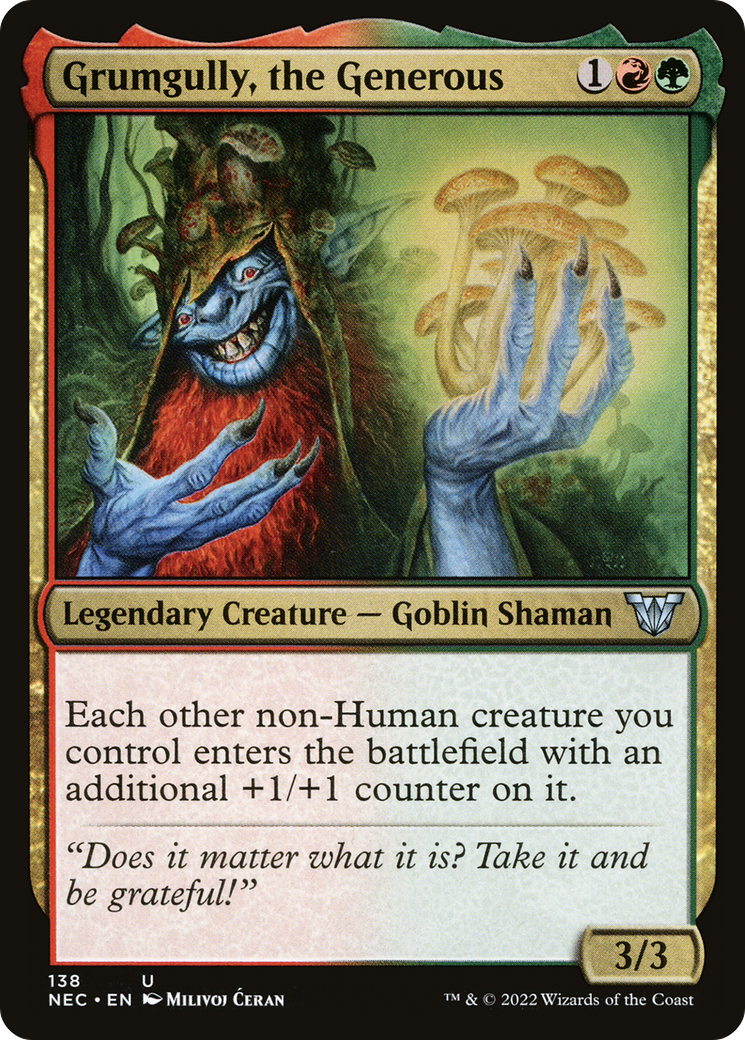 Grumgully, the Generous 1
Legendary Creature — Goblin Shaman
Each other non-Human creature you
control enters the battlefield with an
additional +1/+1 counter on it.
“Does it matter what it is? Take it and
be grateful!”
3/3
138 U
NEC • EN Milivoj Ćeran ™ & © 2022 Wizards of the Coast